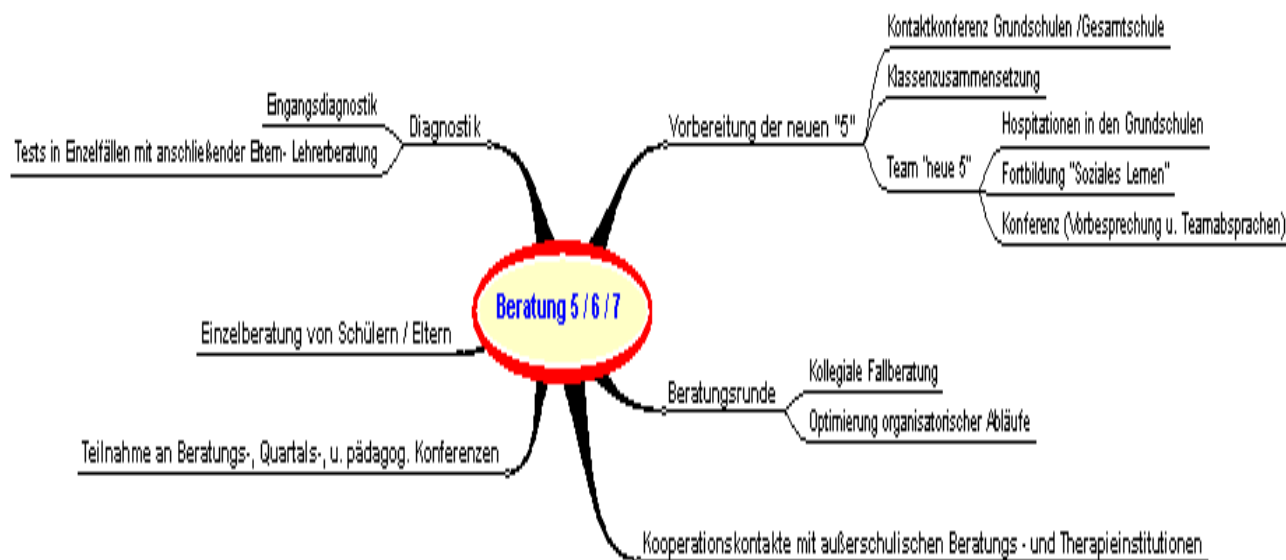 Kontaktkonferenz Grundschulen /Gesamtschule
Klassenzusammensetzung
Vorbereitung der neuen "5"
Hospitationen in den Grundschulen
Team "neue 5"
Fortbildung "Soziales Lernen"
Konferenz (Vorbesprechung u. Teamabsprachen)
Eingangsdiagnostik
Diagnostik
Tests in Einzelfällen mit anschließender Eltern- Lehrerberatung
Beratung 5 / 6 / 7
Einzelberatung von Schülern / Eltern
Kollegiale Fallberatung
Beratungsrunde
Optimierung organisatorischer Abläufe
Teilnahme an Beratungs-, Quartals-, u. pädagog. Konferenzen
Kooperationskontakte mit außerschulischen Beratungs - und Therapieinstitutionen